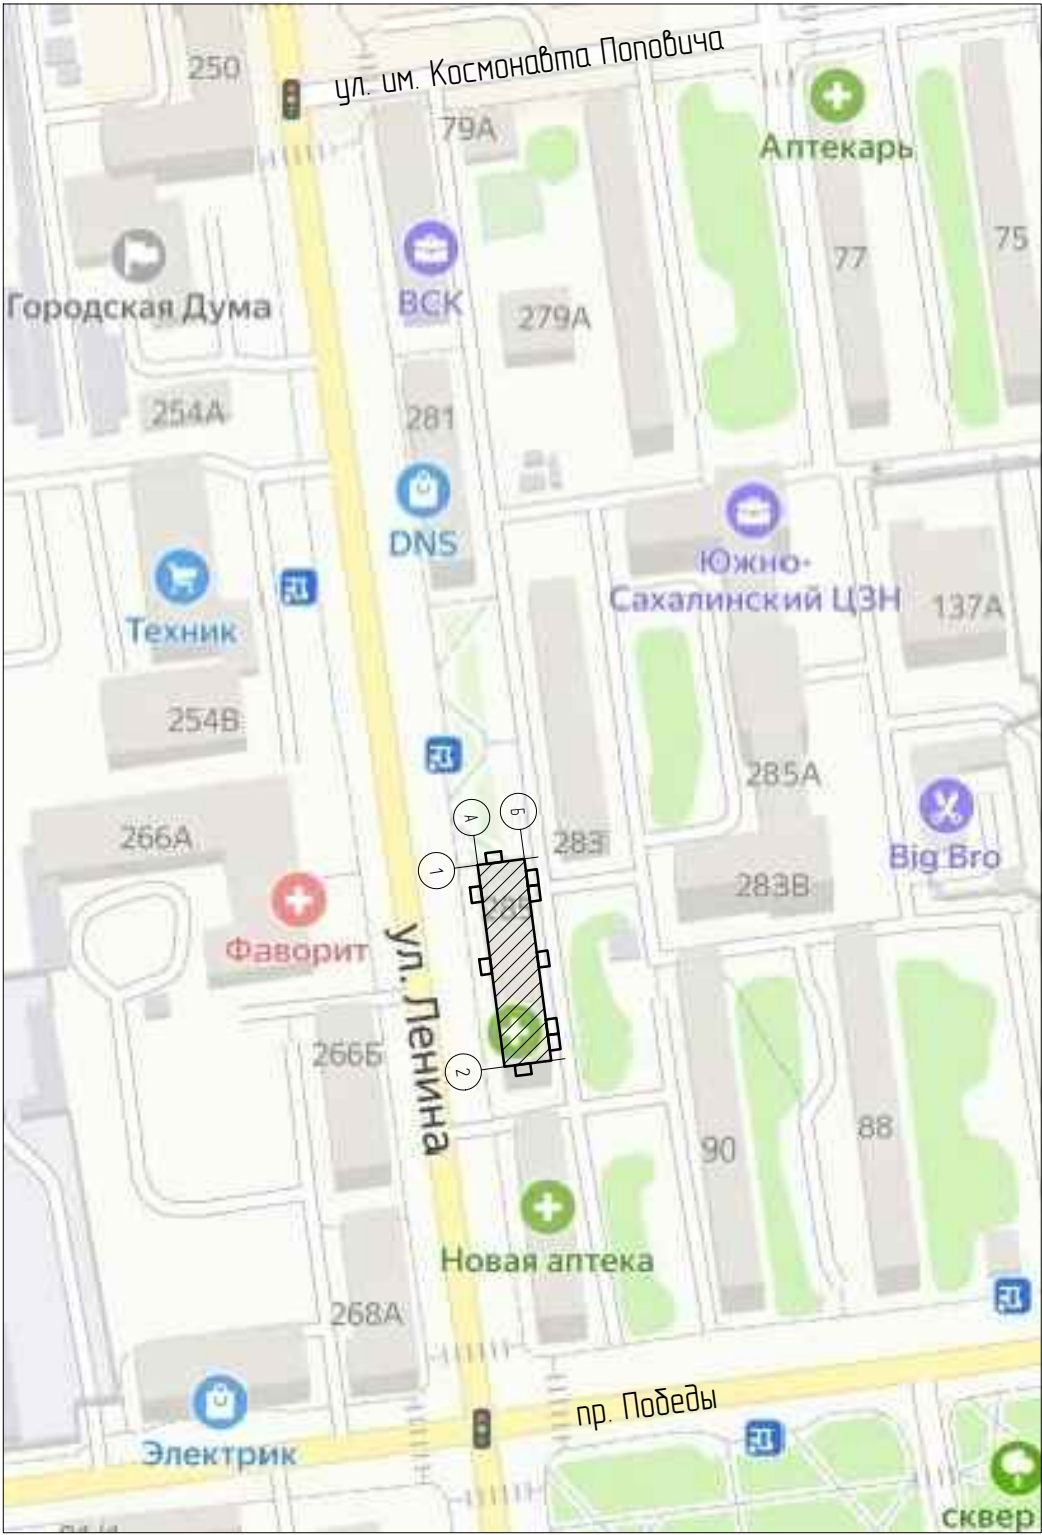 250
ул. им. Космонавта Поповича
79А
Аптекарь
77
75
Городская Дума
ВСК
279А
254А
281
DNS
Южно-
Сахалинский ЦЗН
137А
Техник
254В
285А
А
Б
283
266А
Big Bro
1
283В
285
Фаворит
ул. Ленина
266Б
2
90
88
Новая аптека
268А
пр. Победы
Электрик
сквер